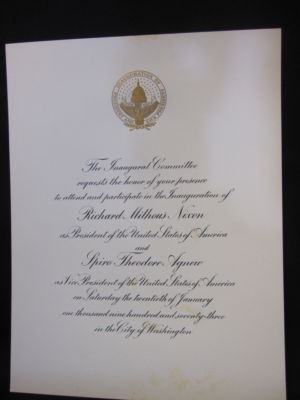 The Inaugural Committee
requests the honor of your presence
to attend and participate in the Inauguration of
Richard Milhous Nixon
as President of the United States of America
and
Spiro Theodore Agnew
as Vice President of the United States of America
on Saturday the twentieth of January
one thousand nine hundred and seventy-three
in the City of Washington